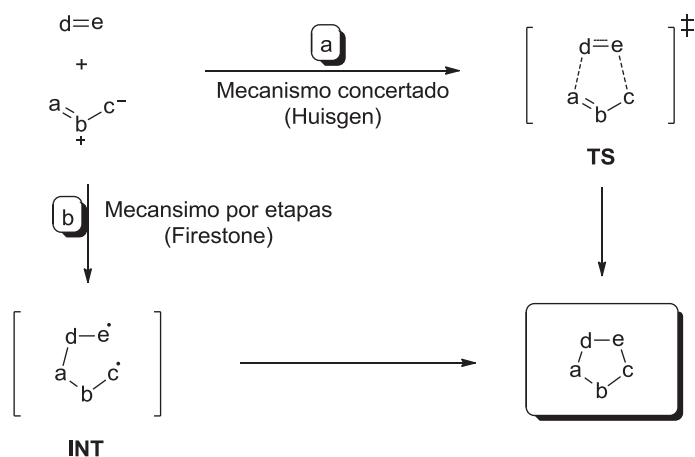 d=e
+
a=b-c
+
−
a
Mecanismo concertado
(Huisgen)
d=e
a
c
b
‡
TS
b
Mecansimo por etapas
(Firestone)
d-e·
a
c·
b
INT
d-e
a
c
b